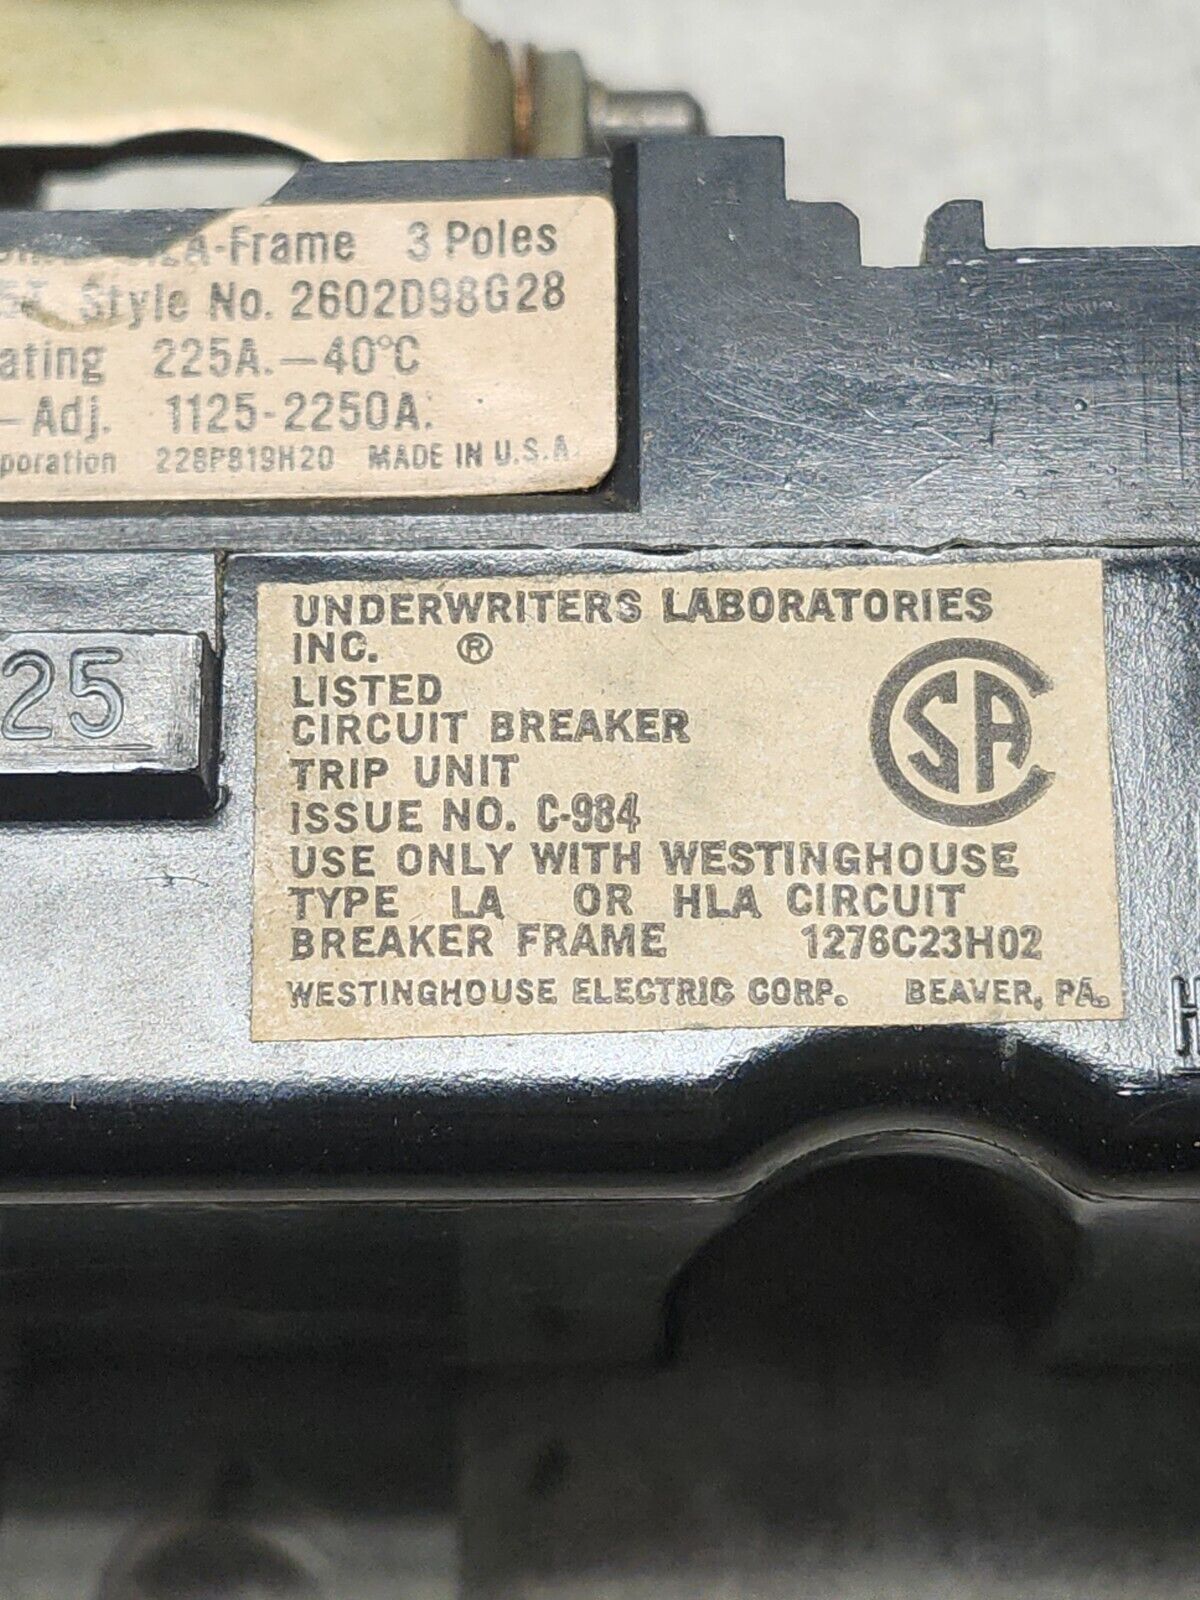 A-Frame 3 Poles
Style No. 2602D98G28
ating 225A.—40°C
— Adj. 1125-2250A.
poration 228P819H20 MADE IN U.S.A.
25
UNDERWRITERS LABORATORIES
INC. ®
LISTED
CIRCUIT BREAKER
TRIP UNIT
ISSUE NO. C-984
USE ONLY WITH WESTINGHOUSE
TYPE LA OR HLA CIRCUIT
BREAKER FRAME 1276C23H02
WESTINGHOUSE ELECTRIC CORP. BEAVER, PA.
CSA
H